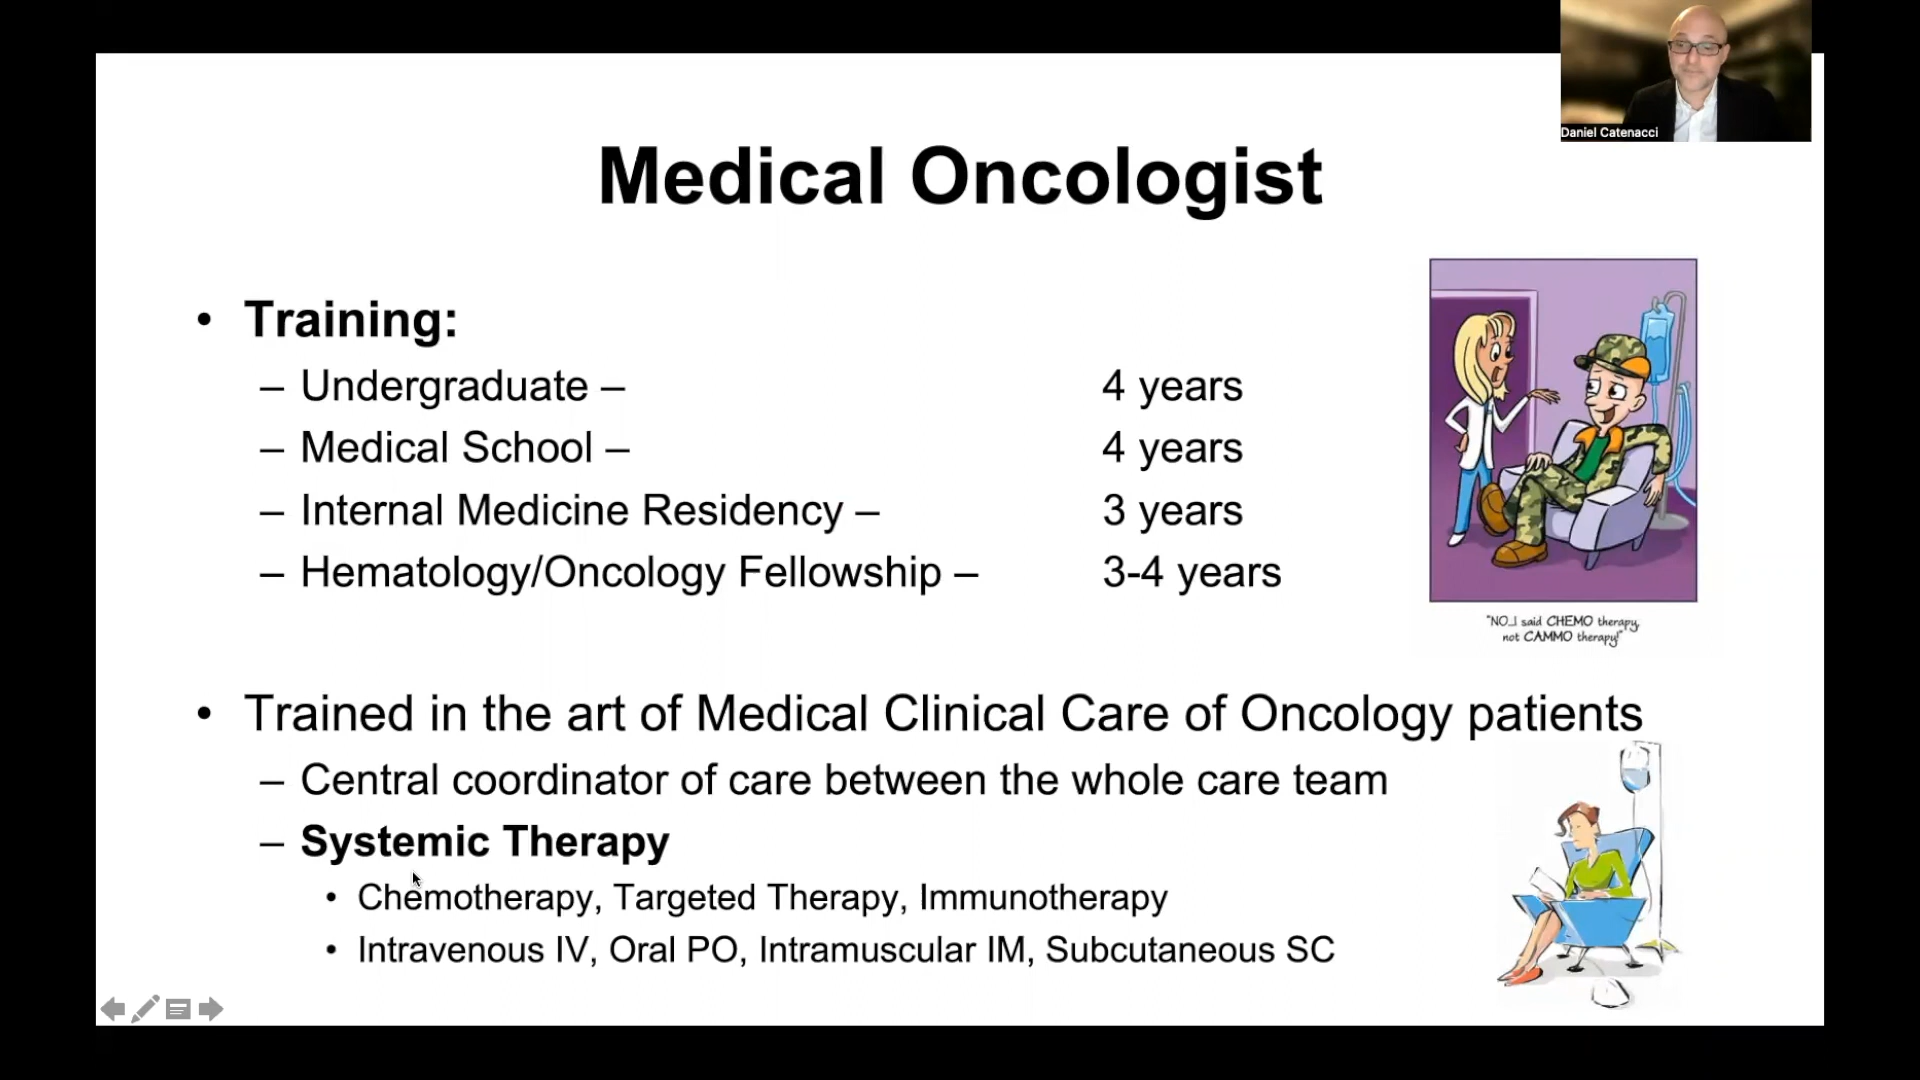 Daniel Catenacci
Medical Oncologist
• Training:
– Undergraduate – 4 years
– Medical School – 4 years
– Internal Medicine Residency – 3 years
– Hematology/Oncology Fellowship – 3-4 years
"NO...I said CHEMO therapy,
not CAMMO therapy!"
• Trained in the art of Medical Clinical Care of Oncology patients
– Central coordinator of care between the whole care team
– Systemic Therapy
• Chemotherapy, Targeted Therapy, Immunotherapy
• Intravenous IV, Oral PO, Intramuscular IM, Subcutaneous SC